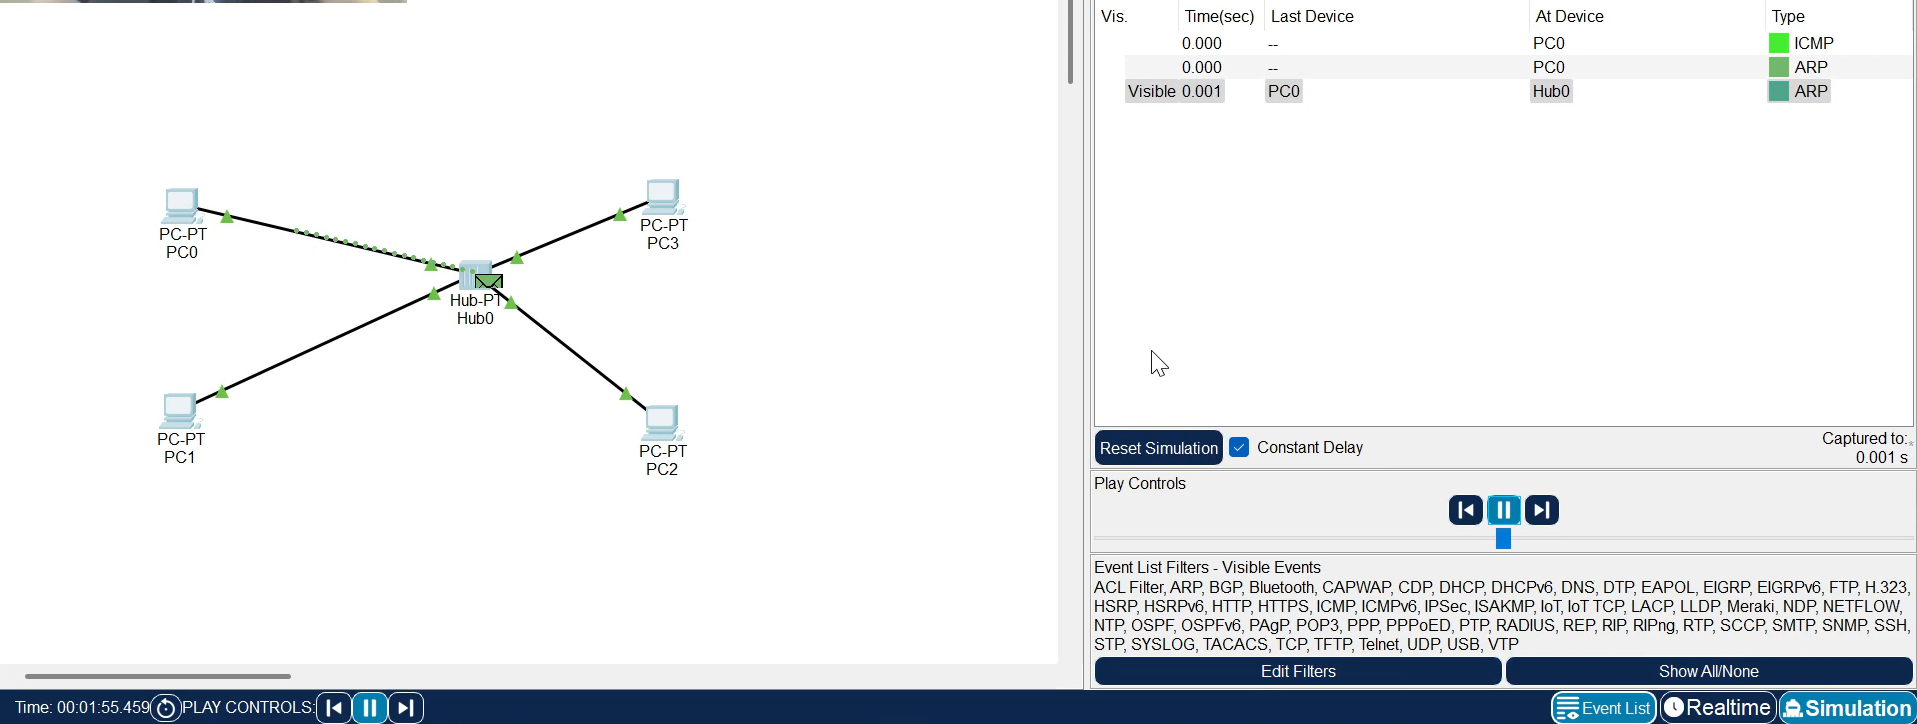 Vis. Time(sec) Last Device At Device Type
0.000 -- PC0 ICMP
0.000 -- PC0 ARP
Visible 0.001 PC0 Hub0 ARP
PC-PT
PC0
PC-PT
PC3
Hub-PT
Hub0
PC-PT
PC1
PC-PT
PC2
Reset Simulation Constant Delay
Captured to:
0.001 s
Play Controls
Event List Filters - Visible Events
ACL Filter, ARP, BGP, Bluetooth, CAPWAP, CDP, DHCP, DHCPv6, DNS, DTP, EAPOL, EIGRP, EIGRPv6, FTP, H.323,
HSRP, HSRPv6, HTTP, HTTPS, ICMP, ICMPv6, IPSec, ISAKMP, IoT, IoT TCP, LACP, LLDP, Meraki, NDP, NETFLOW,
NTP, OSPF, OSPFv6, PAgP, POP3, PPP, PPPoED, PTP, RADIUS, REP, RIP, RIPng, RTP, SCCP, SMTP, SNMP, SSH,
STP, SYSLOG, TACACS, TCP, TFTP, Telnet, UDP, USB, VTP
Edit Filters Show All/None
Time: 00:01:55.459 PLAY CONTROLS: Event List Realtime Simulation